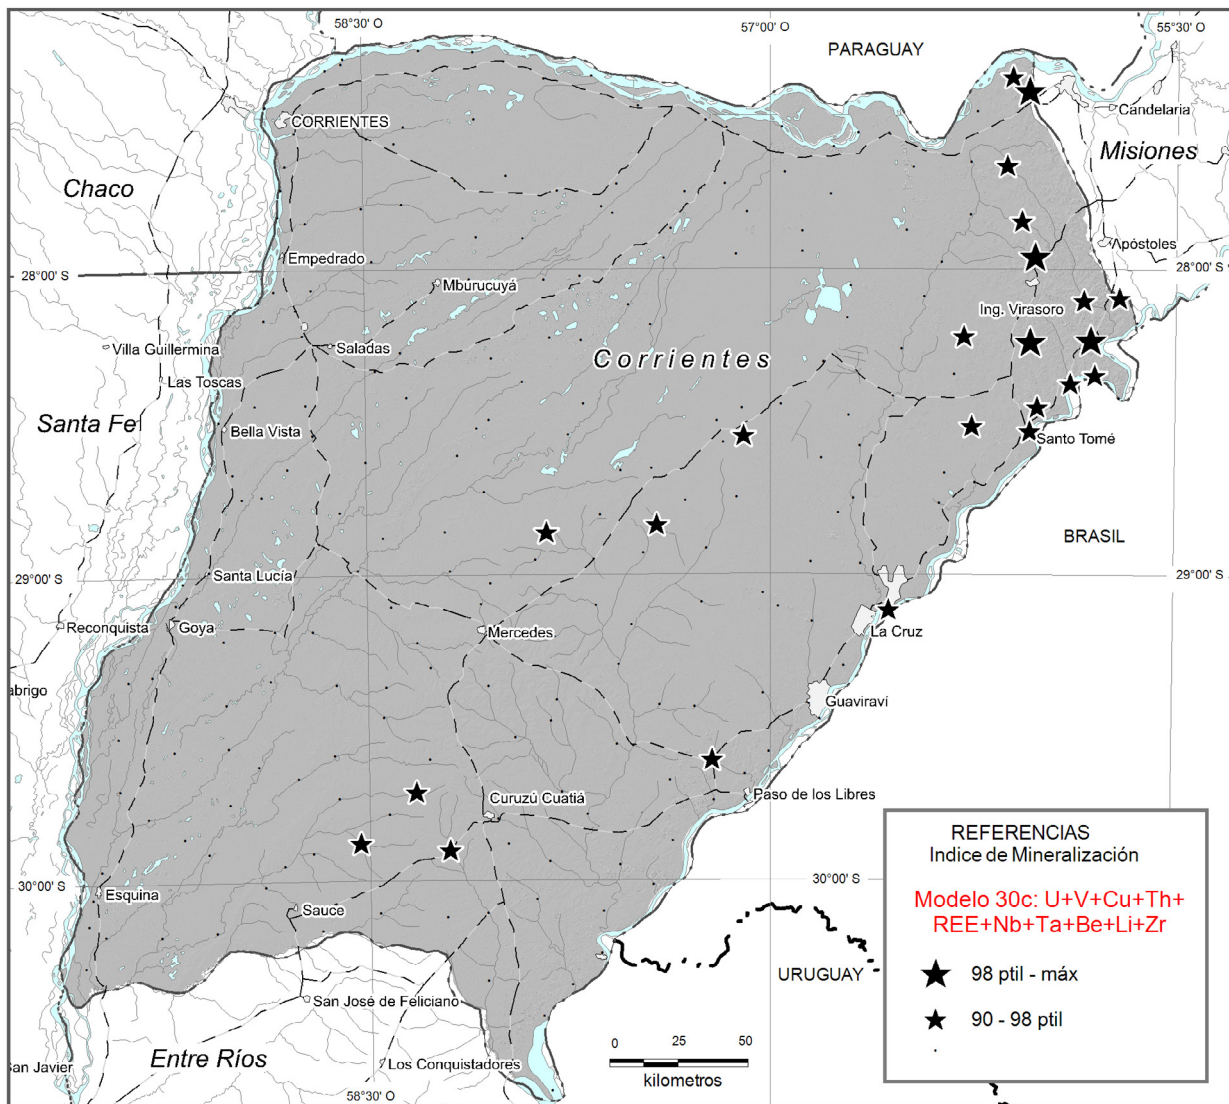 58°30' O
57°00' O
55°30' O
PARAGUAY
CORRIENTES
Candelaria
Misiones
Chaco
Apóstoles
Empedrado
28°00' S
28°00' S
Mburucuyá
Ing. Virasoro
Villa Guillermina
Saladas
Corrientes
Las Toscas
Santa Fe
Bella Vista
Santo Tomé
BRASIL
29°00' S
Santa Lucía
29°00' S
Reconquista
Goya
Mercedes
La Cruz
abrigo
Guaviraví
Curuzú Cuatiá
Paso de los Libres
30°00' S
30°00' S
Esquina
Sauce
URUGUAY
San José de Feliciano
Entre Ríos
San Javier
Los Conquistadores
58°30' O
0 25 50
kilometros
REFERENCIAS
Indice de Mineralización
Modelo 30c: U+V+Cu+Th+
REE+Nb+Ta+Be+Li+Zr
98 ptil - máx
90 - 98 ptil